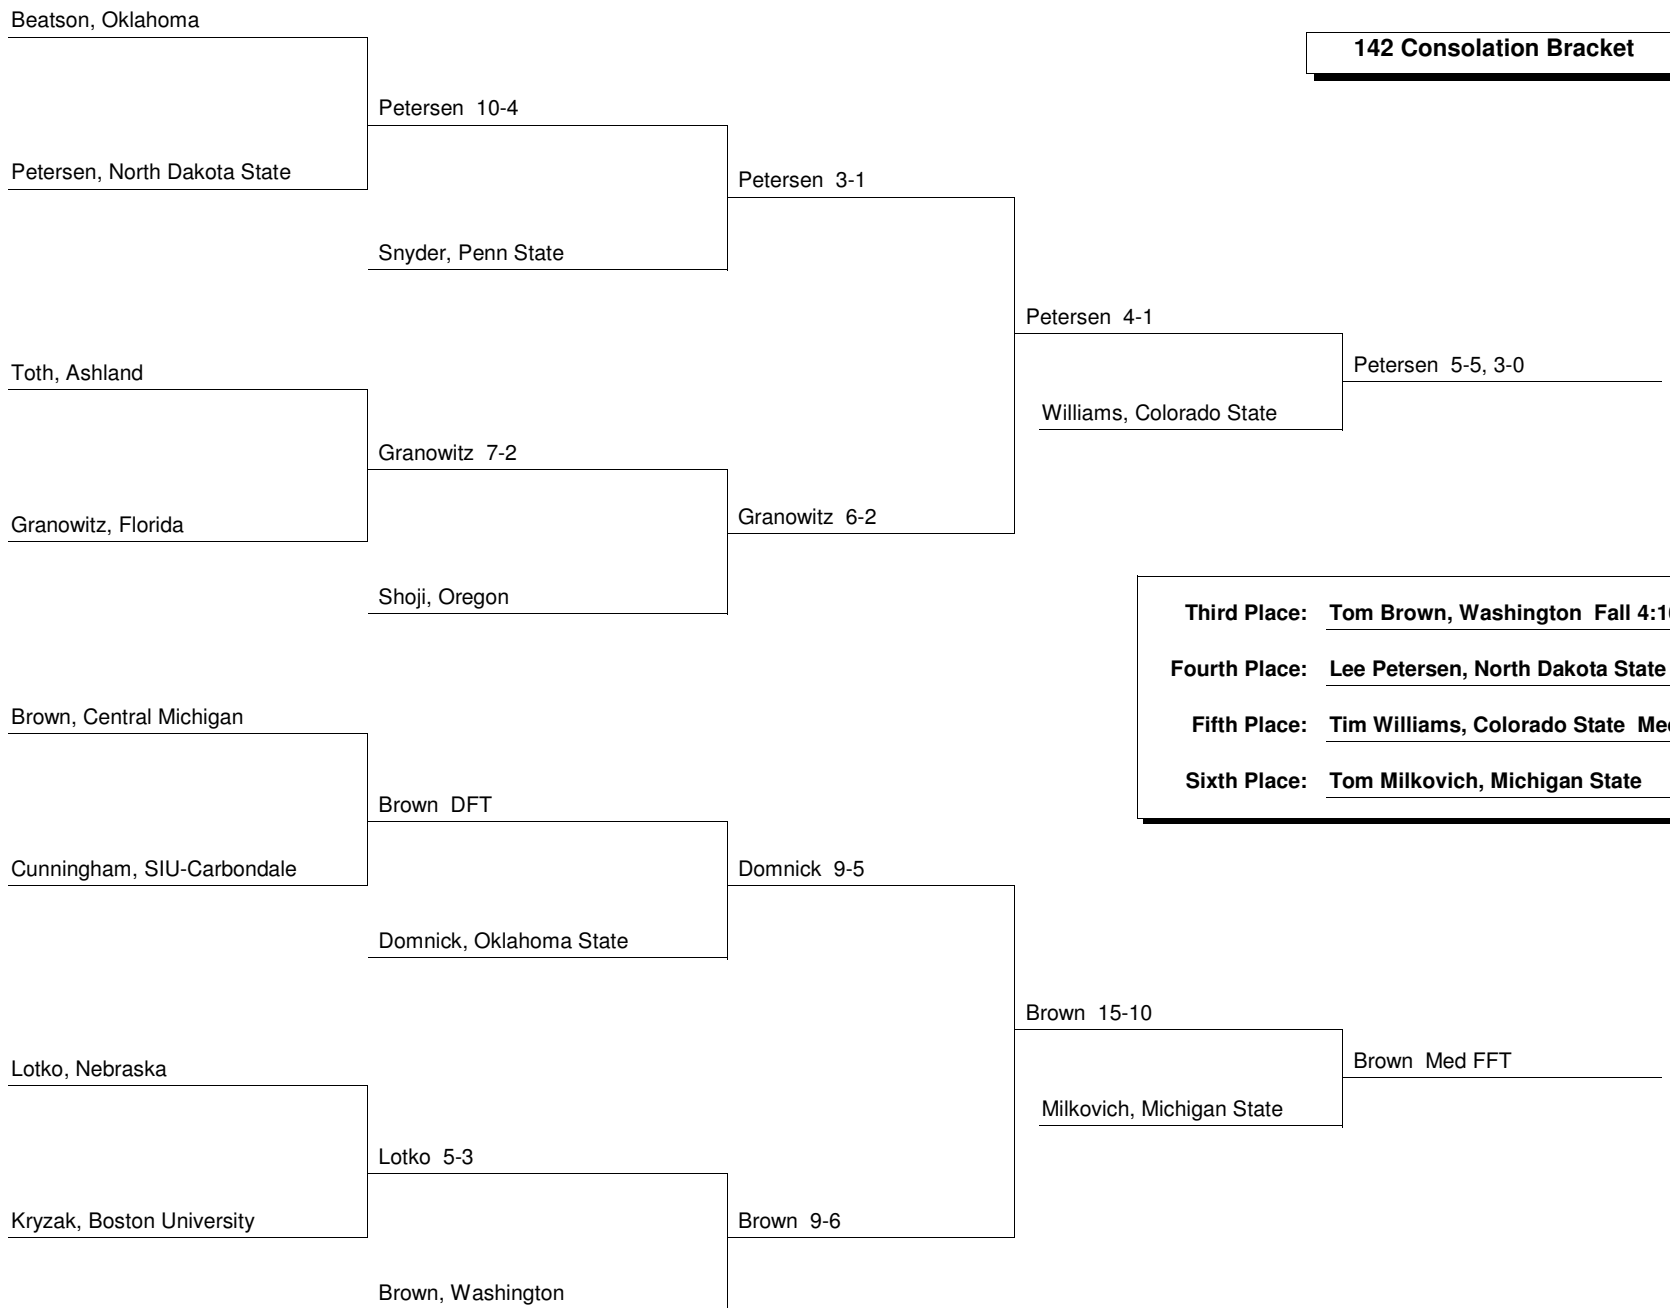 Beatson, Oklahoma
142 Consolation Bracket
Petersen 10-4
Petersen, North Dakota State
Petersen 3-1
Snyder, Penn State
Petersen 4-1
Toth, Ashland
Petersen 5-5, 3-0
Williams, Colorado State
Granowitz 7-2
Granowitz, Florida
Granowitz 6-2
Shoji, Oregon
Third Place: Tom Brown, Washington Fall
Fourth Place: Lee Petersen, North Dakota State
Fifth Place: Tim Williams, Colorado State
Sixth Place: Tom Milkovich, Michigan State
Brown, Central Michigan
Brown DFT
Cunningham, SIU-Carbondale
Domnick 9-5
Domnick, Oklahoma State
Brown 15-10
Lotko, Nebraska
Brown Med FFT
Milkovich, Michigan State
Lotko 5-3
Kryzak, Boston University
Brown 9-6
Brown, Washington